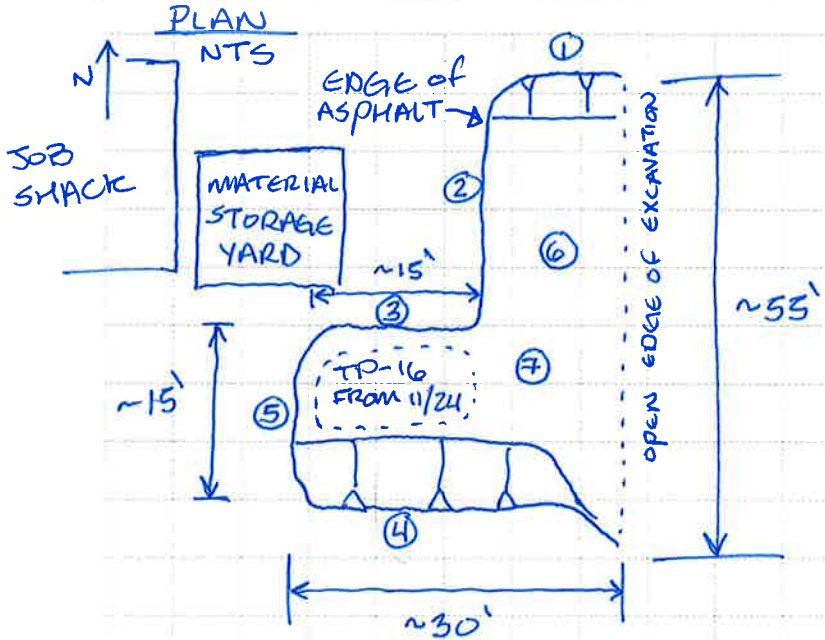 PLAN
NTS
N
JOB
SHACK
MATERIAL
STORAGE
YARD
EDGE of
ASPHALT
1
2
~15'
3
6
OPEN EDGE OF EXCAVATION
~55'
~15'
5
TP-16
FROM 11/24
7
4
~30'